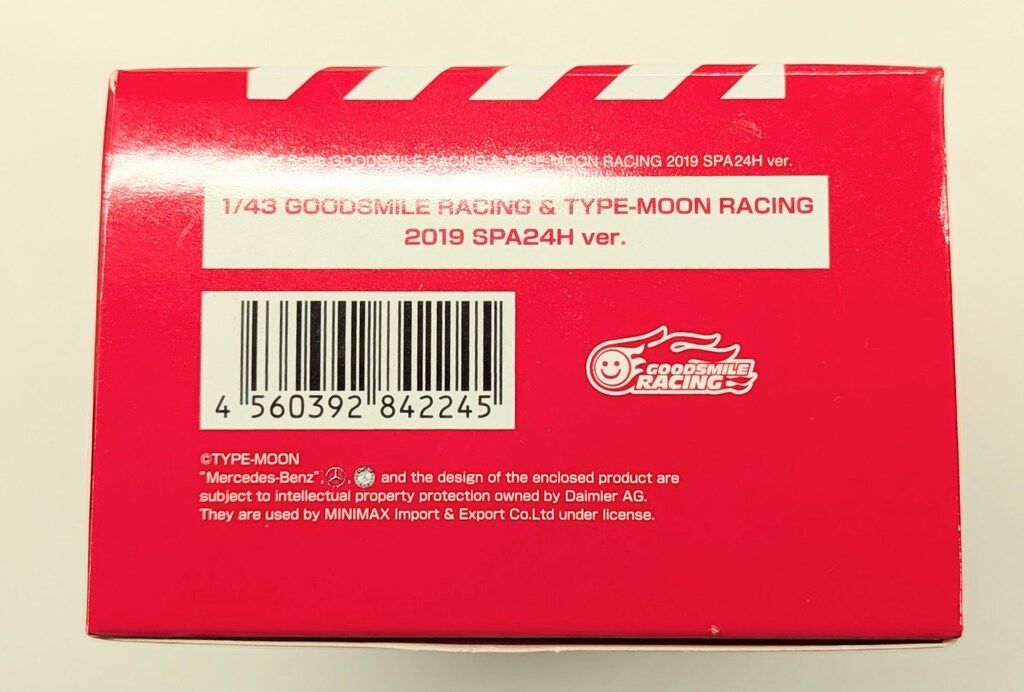 Scale GOODSMILE RACING & TYPE-MOON RACING 2019 SPA24H ver.
1/43 GOODSMILE RACING & TYPE-MOON RACING
2019 SPA24H ver.
4 560392 842245
GOODSMILE
RACING
©TYPE-MOON
"Mercedes-Benz", , and the design of the enclosed product are
subject to intellectual property protection owned by Daimler AG.
They are used by MINIMAX Import & Export Co.Ltd under license.